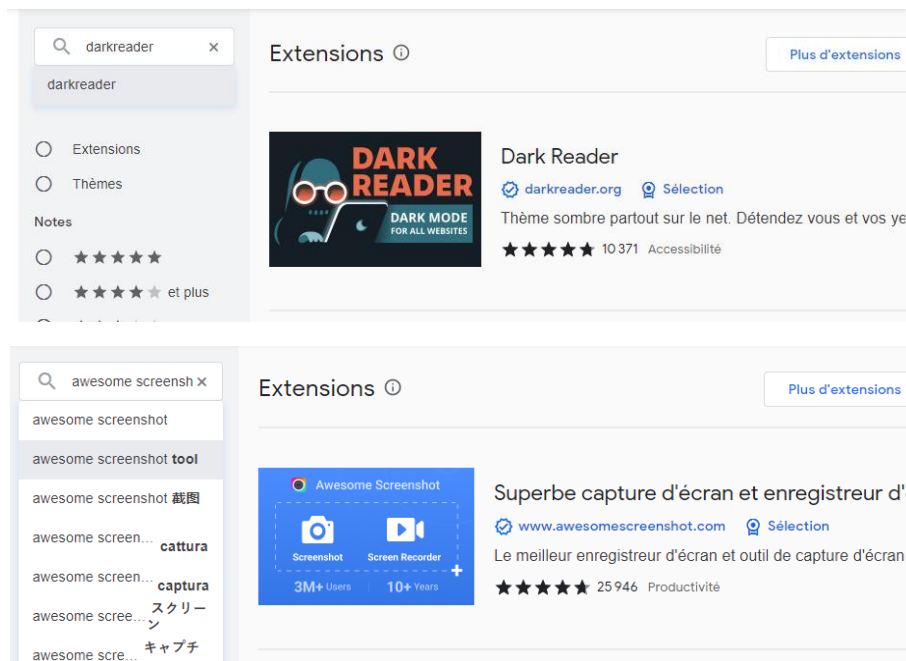 darkreader ×
darkreader
Extensions
Thèmes
Notes
et plus
Extensions
Plus d'extensions
DARK
READER
DARK MODE
FOR ALL WEBSITES
Dark Reader
darkreader.org Sélection
Thème sombre partout sur le net. Détendez vous et vos ye
10 371 Accessibilité
awesome screensh ×
awesome screenshot
awesome screenshot tool
awesome screenshot 截图
awesome screen... cattura
awesome screen... captura
awesome scree... スクリーン
awesome scre... キャプチ
Extensions
Plus d'extensions
Awesome Screenshot
Screenshot Screen Recorder
3M+ Users 10+ Years
Superbe capture d'écran et enregistreur d'
www.awesomescreenshot.com Sélection
Le meilleur enregistreur d'écran et outil de capture d'écran
25 946 Productivité